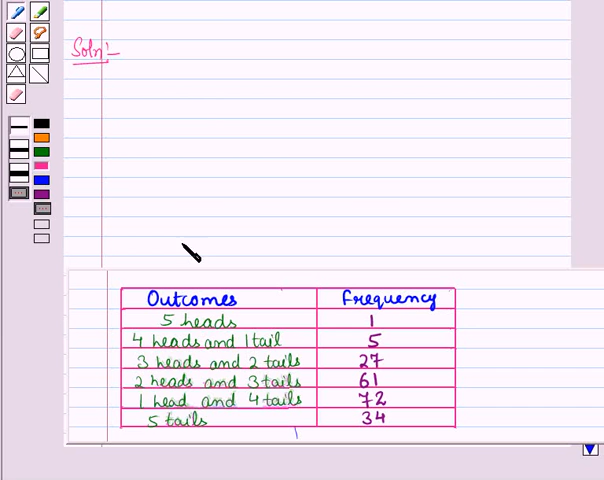 Soln:-
Outcomes Frequency
5 heads 1
4 heads and 1 tail 5
3 heads and 2 tails 27
2 heads and 3 tails 61
1 head and 4 tails 72
5 tails 34